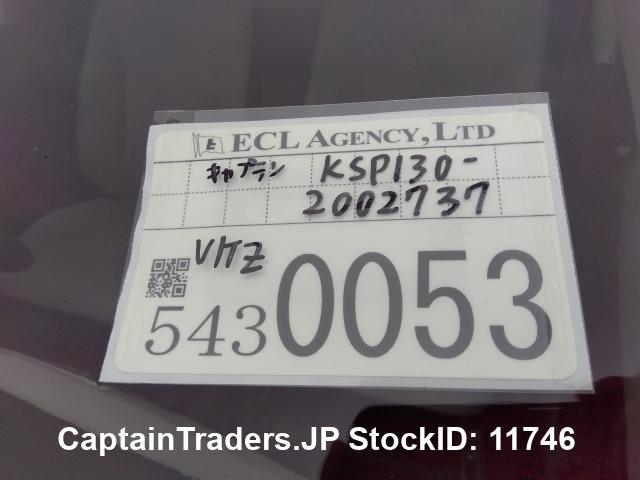 E ECL AGENCY, LTD
キャプテン KSP130-
2002737
Vitz
5430053
CaptainTraders.JP StockID: 11746